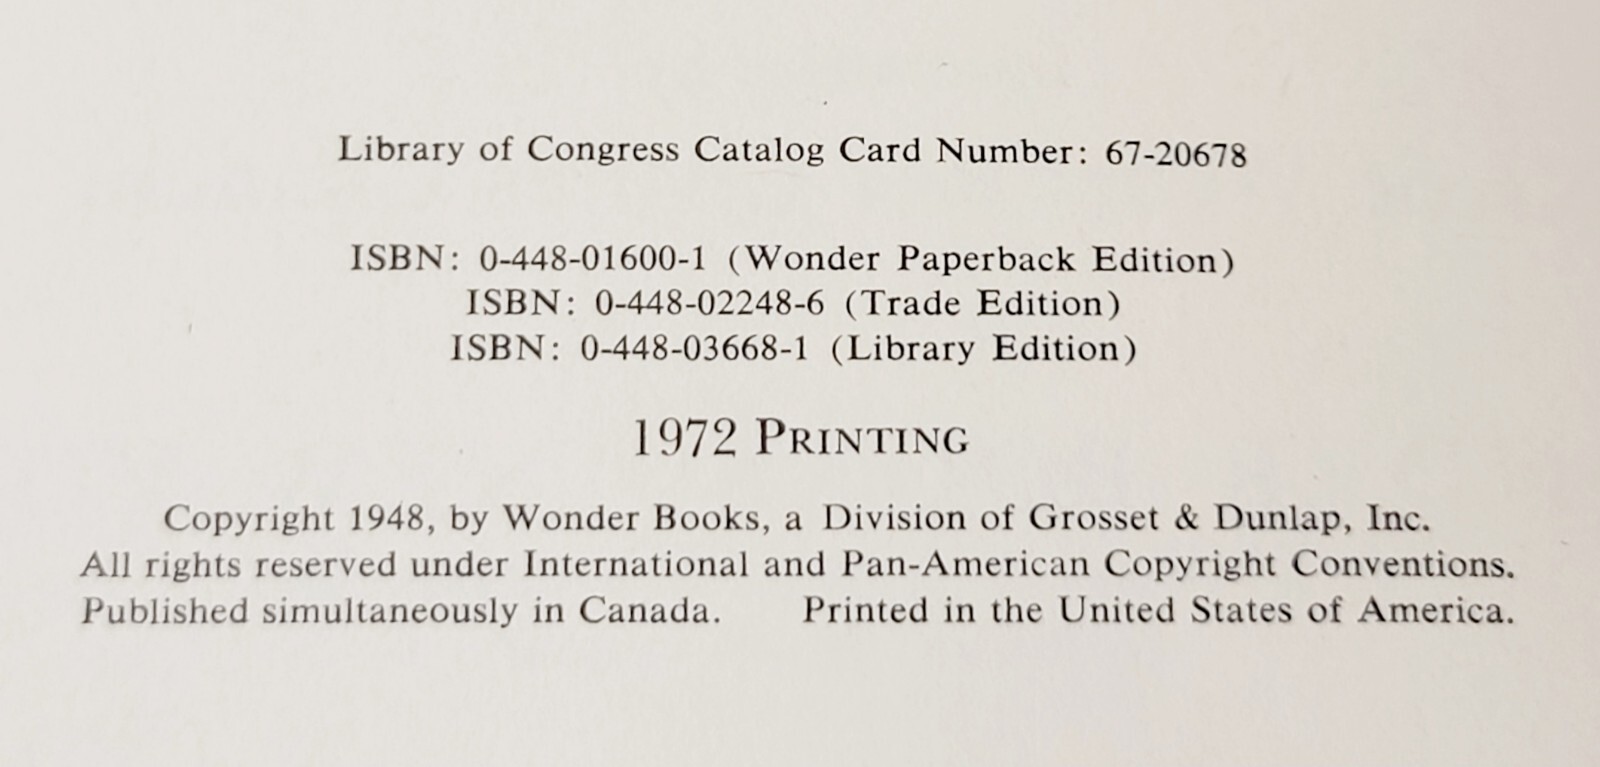 Library of Congress Catalog Card Number: 67-20678
ISBN: 0-448-01600-1 (Wonder Paperback Edition)
ISBN: 0-448-02248-6 (Trade Edition)
ISBN: 0-448-03668-1 (Library Edition)
1972 PRINTING
Copyright 1948, by Wonder Books, a Division of Grosset & Dunlap, Inc.
All rights reserved under International and Pan-American Copyright Conventions.
Published simultaneously in Canada. Printed in the United States of America.